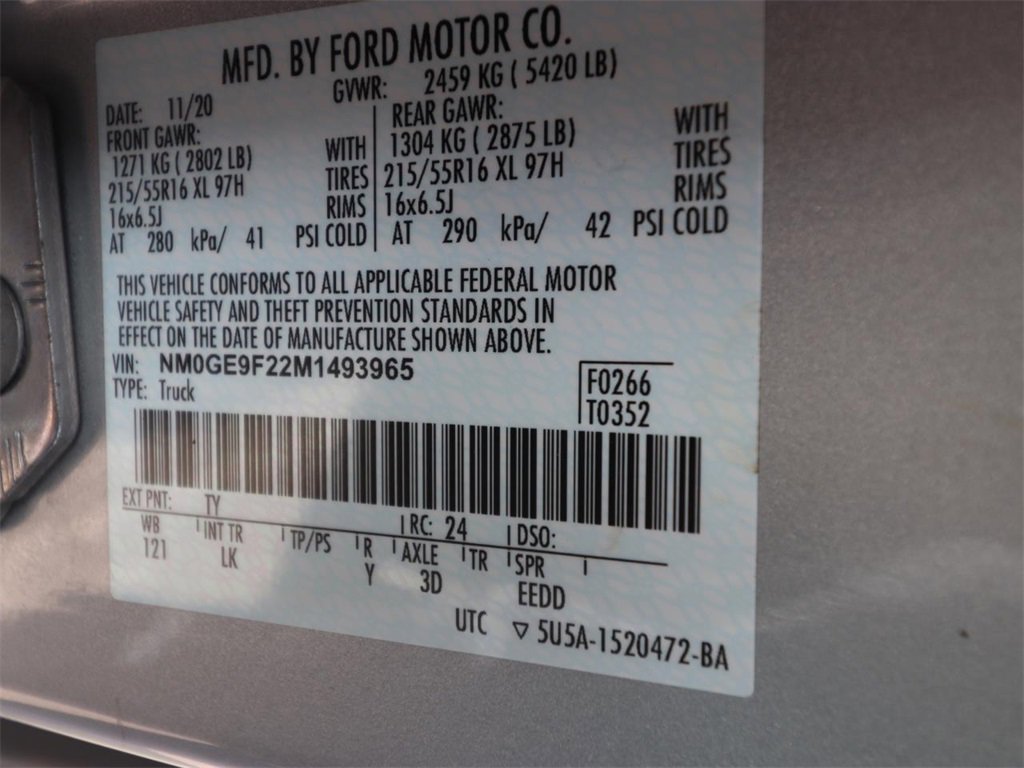 MFD. BY FORD MOTOR CO.
DATE: 11/20 GVWR: 2459 KG ( 5420 LB)
FRONT GAWR: REAR GAWR:
1271 KG ( 2802 LB) WITH 1304 KG ( 2875 LB) WITH
215/55R16 XL 97H TIRES 215/55R16 XL 97H TIRES
16x6.5J RIMS 16x6.5J RIMS
AT 280 kPa/ 41 PSI COLD AT 290 kPa/ 42 PSI COLD
THIS VEHICLE CONFORMS TO ALL APPLICABLE FEDERAL MOTOR
VEHICLE SAFETY AND THEFT PREVENTION STANDARDS IN
EFFECT ON THE DATE OF MANUFACTURE SHOWN ABOVE.
VIN: NM0GE9F22M1493965
TYPE: Truck
F0266
T0352
EXT PNT: TY RC: 24 DSO:
WB INT TR TP/PS R AXLE TR SPR
121 LK Y 3D EEDD
UTC ▽ 5U5A-1520472-BA